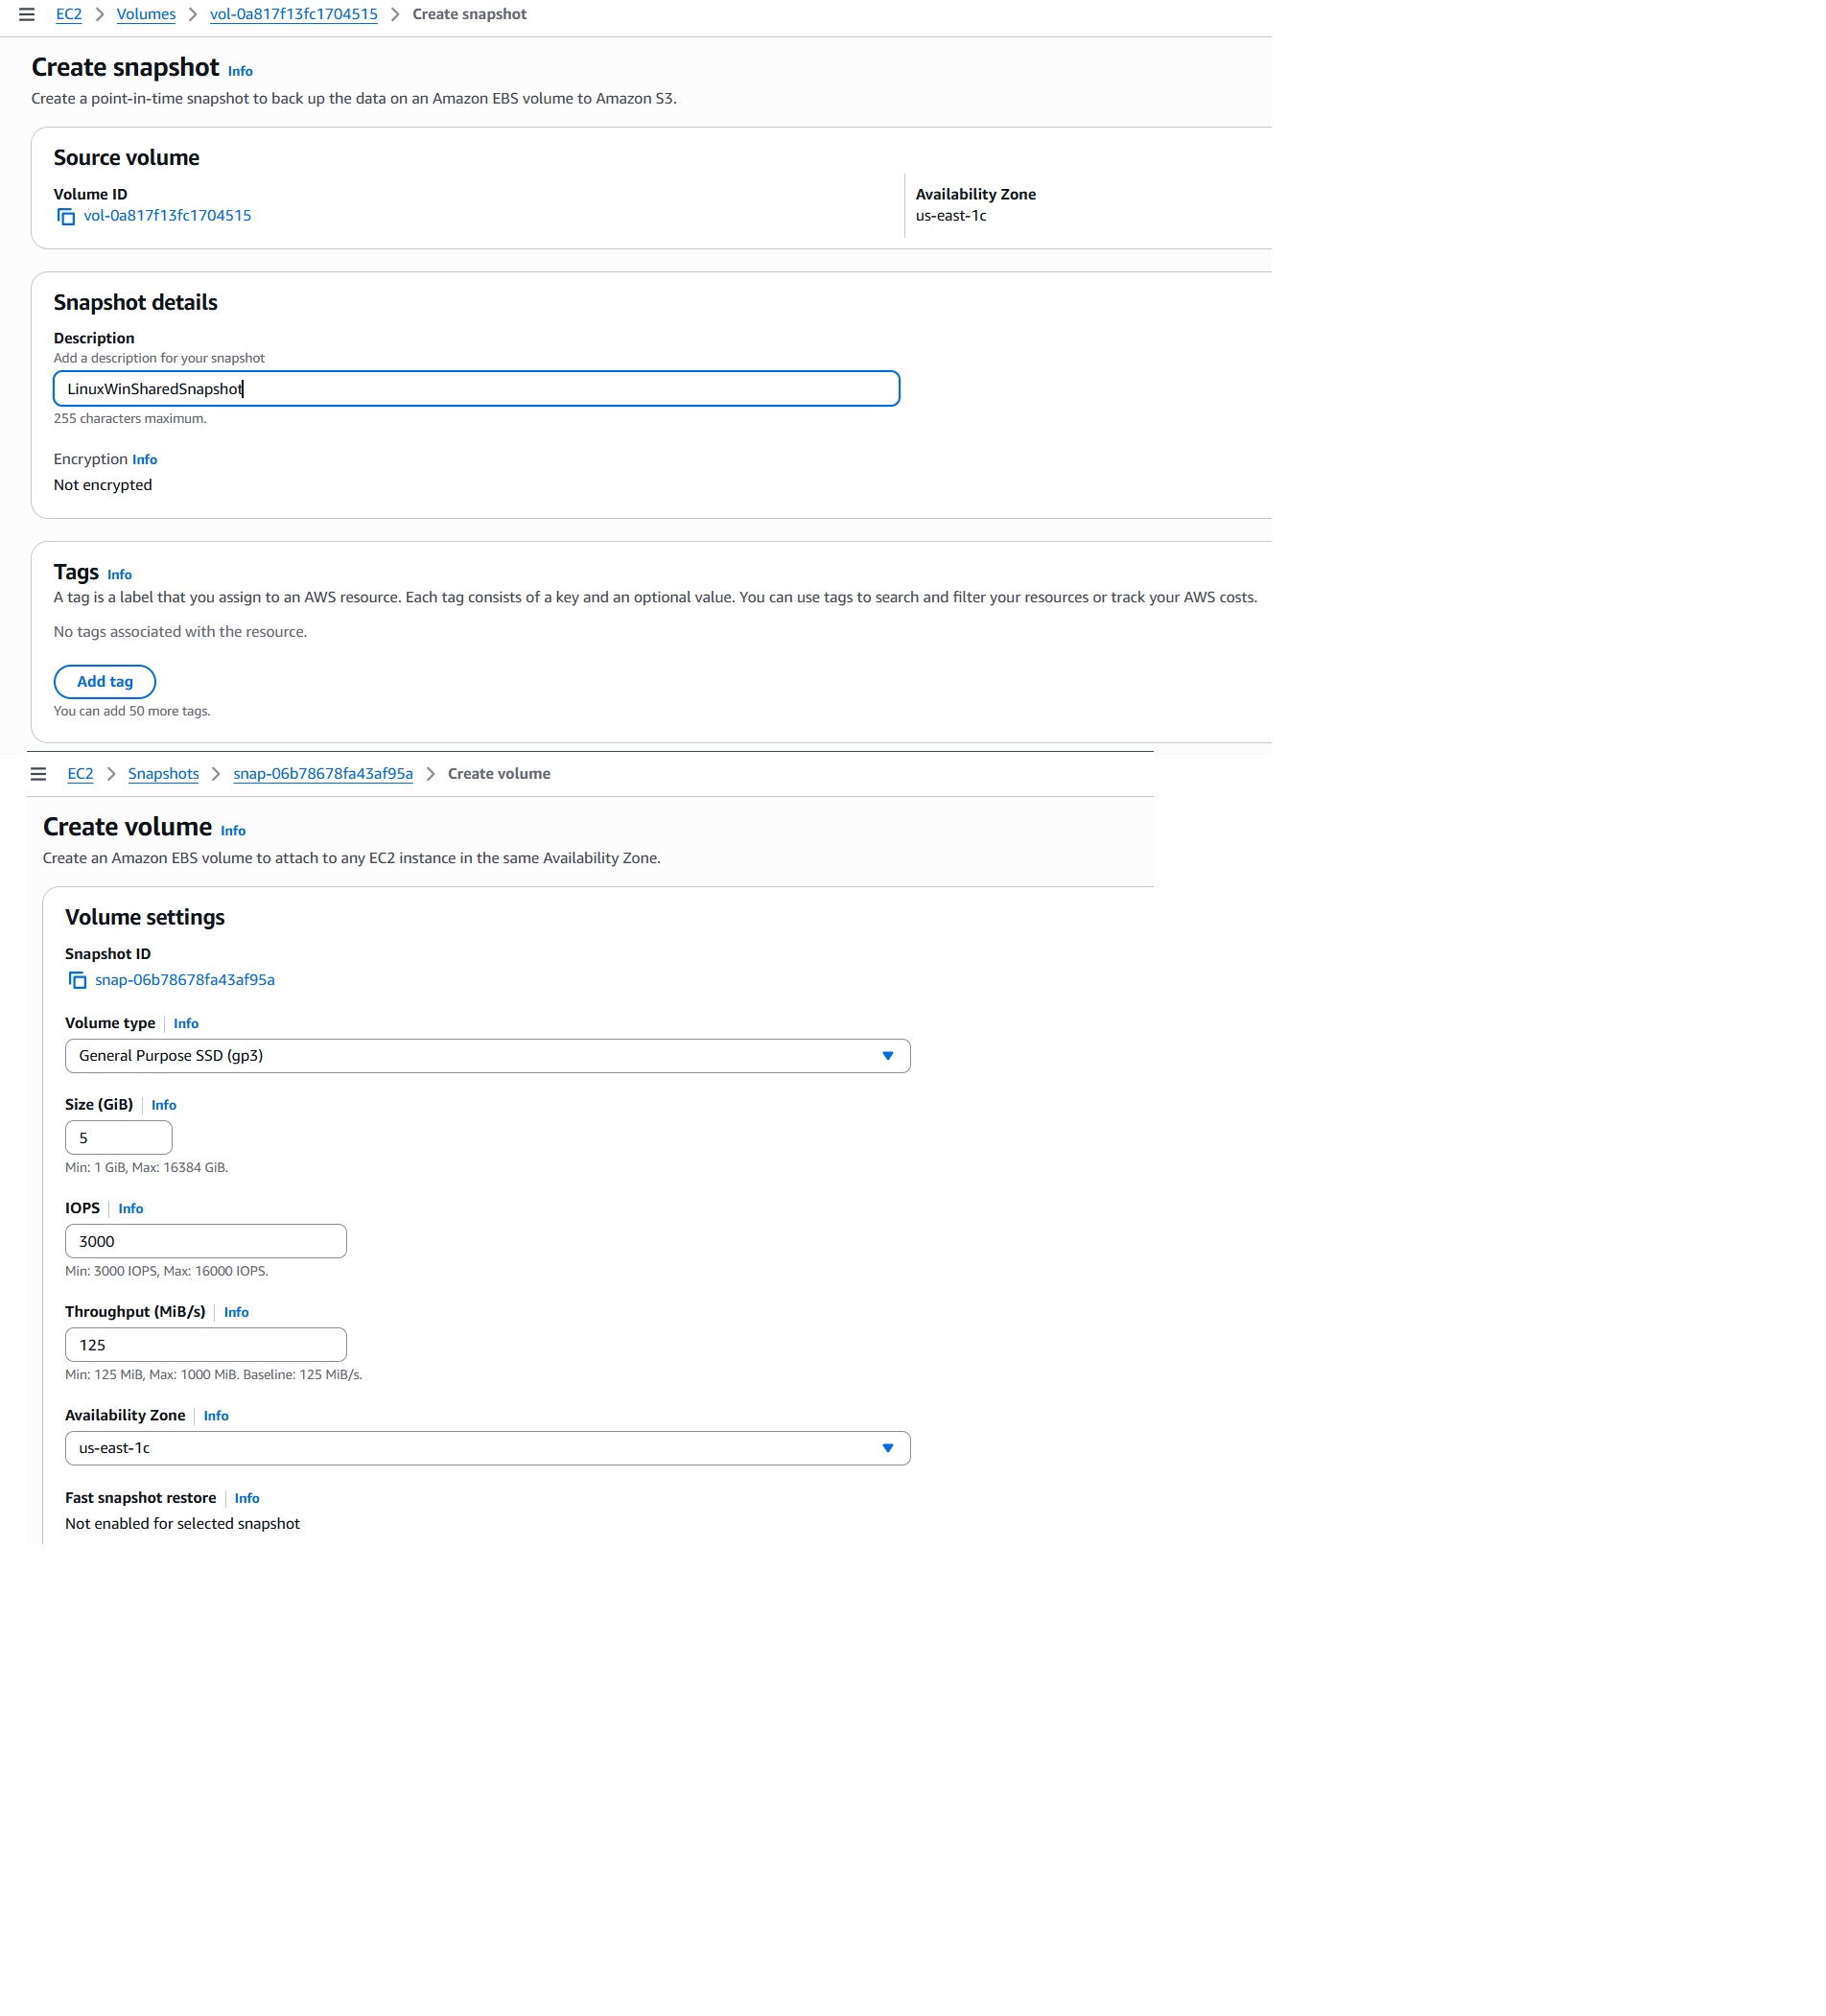 EC2 > Volumes > vol-0a817f13fc1704515 > Create snapshot
Create snapshot Info
Create a point-in-time snapshot to back up the data on an Amazon EBS volume to Amazon S3.
Source volume
Volume ID
vol-0a817f13fc1704515
Availability Zone
us-east-1c
Snapshot details
Description
Add a description for your snapshot
LinuxWinSharedSnapshot
255 characters maximum.
Encryption Info
Not encrypted
Tags Info
A tag is a label that you assign to an AWS resource. Each tag consists of a key and an optional value. You can use tags to search and filter your resources or track your AWS costs.
No tags associated with the resource.
Add tag
You can add 50 more tags.
EC2 > Snapshots > snap-06b78678fa43af95a > Create volume
Create volume Info
Create an Amazon EBS volume to attach to any EC2 instance in the same Availability Zone.
Volume settings
Snapshot ID
snap-06b78678fa43af95a
Volume type | Info
General Purpose SSD (gp3)
Size (GiB) | Info
5
Min: 1 GiB, Max: 16384 GiB.
IOPS | Info
3000
Min: 3000 IOPS, Max: 16000 IOPS.
Throughput (MiB/s) | Info
125
Min: 125 MiB, Max: 1000 MiB. Baseline: 125 MiB/s.
Availability Zone | Info
us-east-1c
Fast snapshot restore | Info
Not enabled for selected snapshot